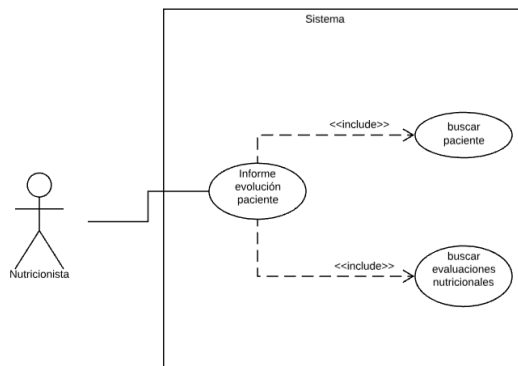 Sistema
<<include>>
buscar
paciente
Informe
evolución
paciente
Nutricionista
<<include>>
buscar
evaluaciones
nutricionales